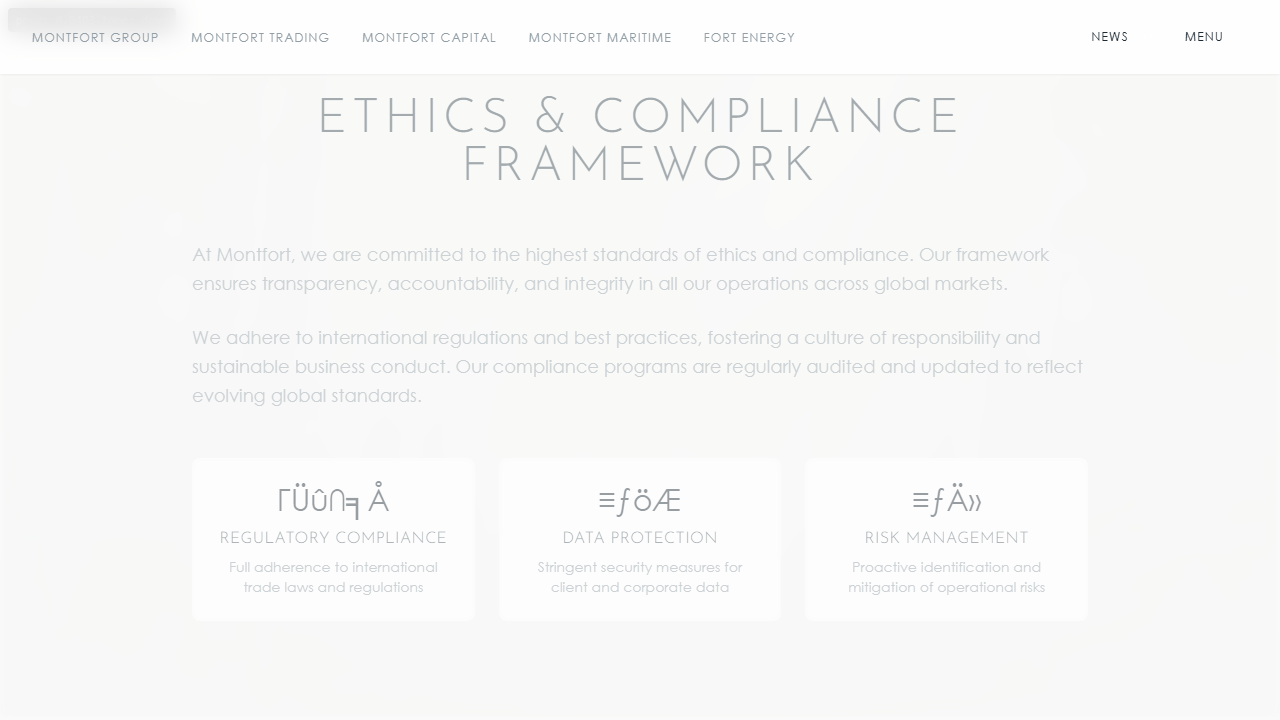 MONTFORT GROUP MONTFORT TRADING MONTFORT CAPITAL MONTFORT MARITIME FORT ENERGY NEWS MENU
ETHICS & COMPLIANCE
FRAMEWORK
At Montfort, we are committed to the highest standards of ethics and compliance. Our framework
ensures transparency, accountability, and integrity in all our operations across global markets.
We adhere to international regulations and best practices, fostering a culture of responsibility and
sustainable business conduct. Our compliance programs are regularly audited and updated to reflect
evolving global standards.
ΓÜû∩╕Å
REGULATORY COMPLIANCE
Full adherence to international
trade laws and regulations
≡ƒöÆ
DATA PROTECTION
Stringent security measures for
client and corporate data
≡ƒÄ»
RISK MANAGEMENT
Proactive identification and
mitigation of operational risks